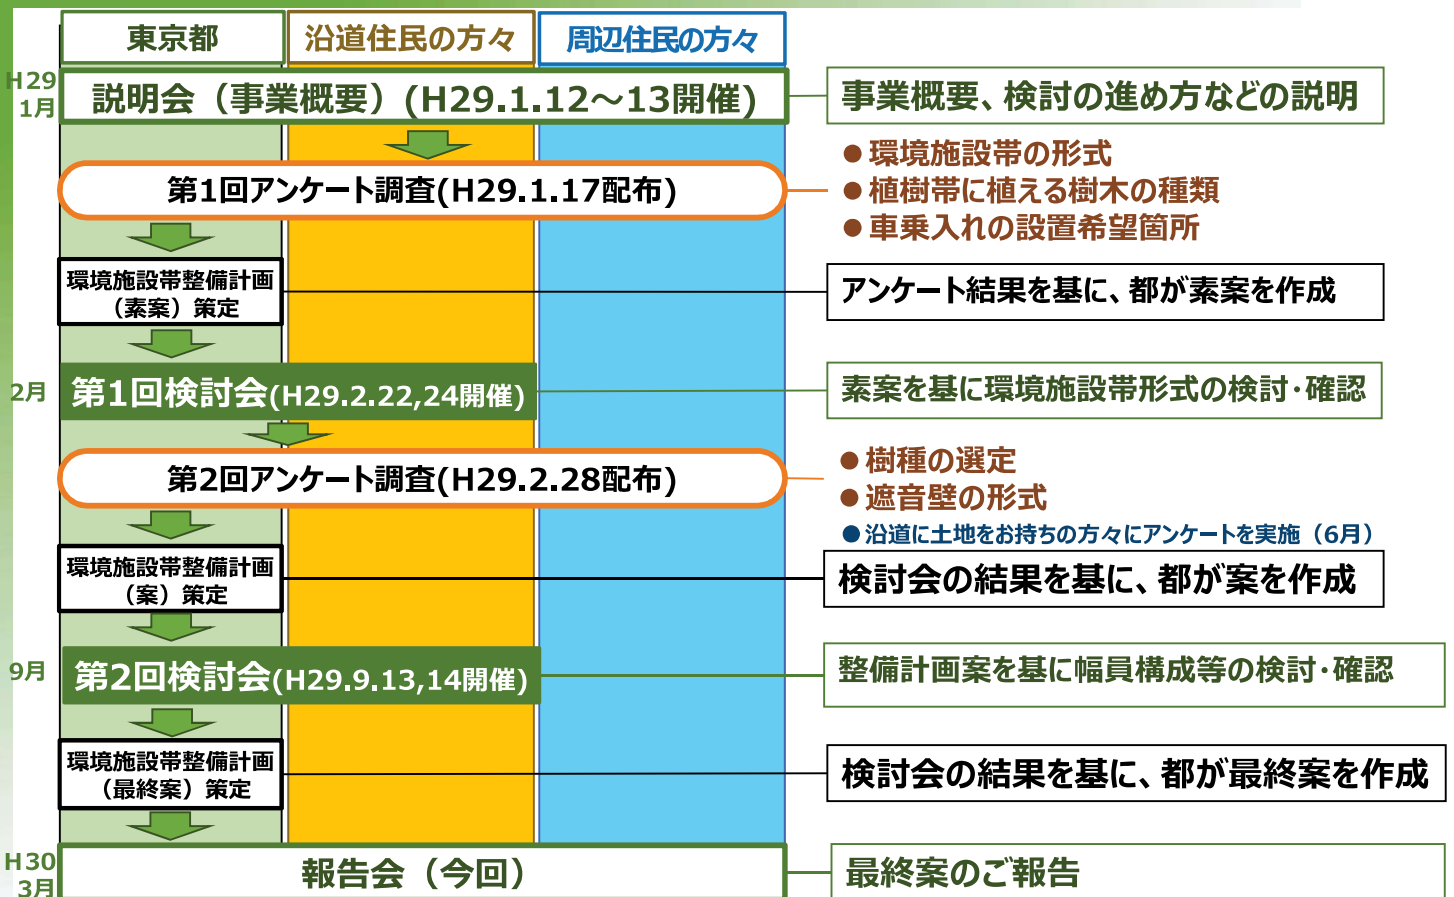 東京都
沿道住民の方々
周辺住民の方々
H29
1月
説明会（事業概要）(H29.1.12～13開催)
事業概要、検討の進め方などの説明
第1回アンケート調査(H29.1.17配布)
●環境施設帯の形式
●植樹帯に植える樹木の種類
●車乗入れの設置希望箇所
環境施設帯整備計画
（素案）策定
アンケート結果を基に、都が素案を作成
2月
第1回検討会(H29.2.22,24開催)
素案を基に環境施設帯形式の検討・確認
第2回アンケート調査(H29.2.28配布)
●樹種の選定
●遮音壁の形式
●沿道に土地をお持ちの方々にアンケートを実施（6月）
環境施設帯整備計画
（案）策定
検討会の結果を基に、都が案を作成
9月
第2回検討会(H29.9.13,14開催)
整備計画案を基に幅員構成等の検討・確認
環境施設帯整備計画
（最終案）策定
検討会の結果を基に、都が最終案を作成
H30
3月
報告会（今回）
最終案のご報告